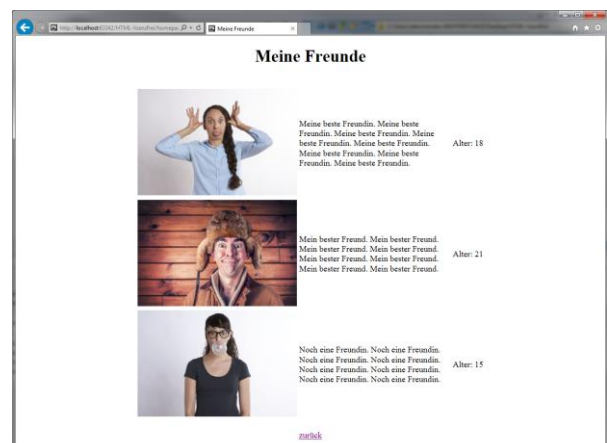 Meine Freunde
Meine Freunde
Meine beste Freundin. Meine beste
Freundin. Meine beste Freundin. Meine
beste Freundin. Meine beste Freundin.
Meine beste Freundin. Meine beste
Freundin. Meine beste Freundin.
Alter: 18
Mein bester Freund. Mein bester Freund.
Mein bester Freund. Mein bester Freund.
Mein bester Freund. Mein bester Freund.
Mein bester Freund. Mein bester Freund.
Alter: 21
Noch eine Freundin. Noch eine Freundin.
Noch eine Freundin. Noch eine Freundin.
Noch eine Freundin. Noch eine Freundin.
Noch eine Freundin. Noch eine Freundin.
Alter: 15
zurück